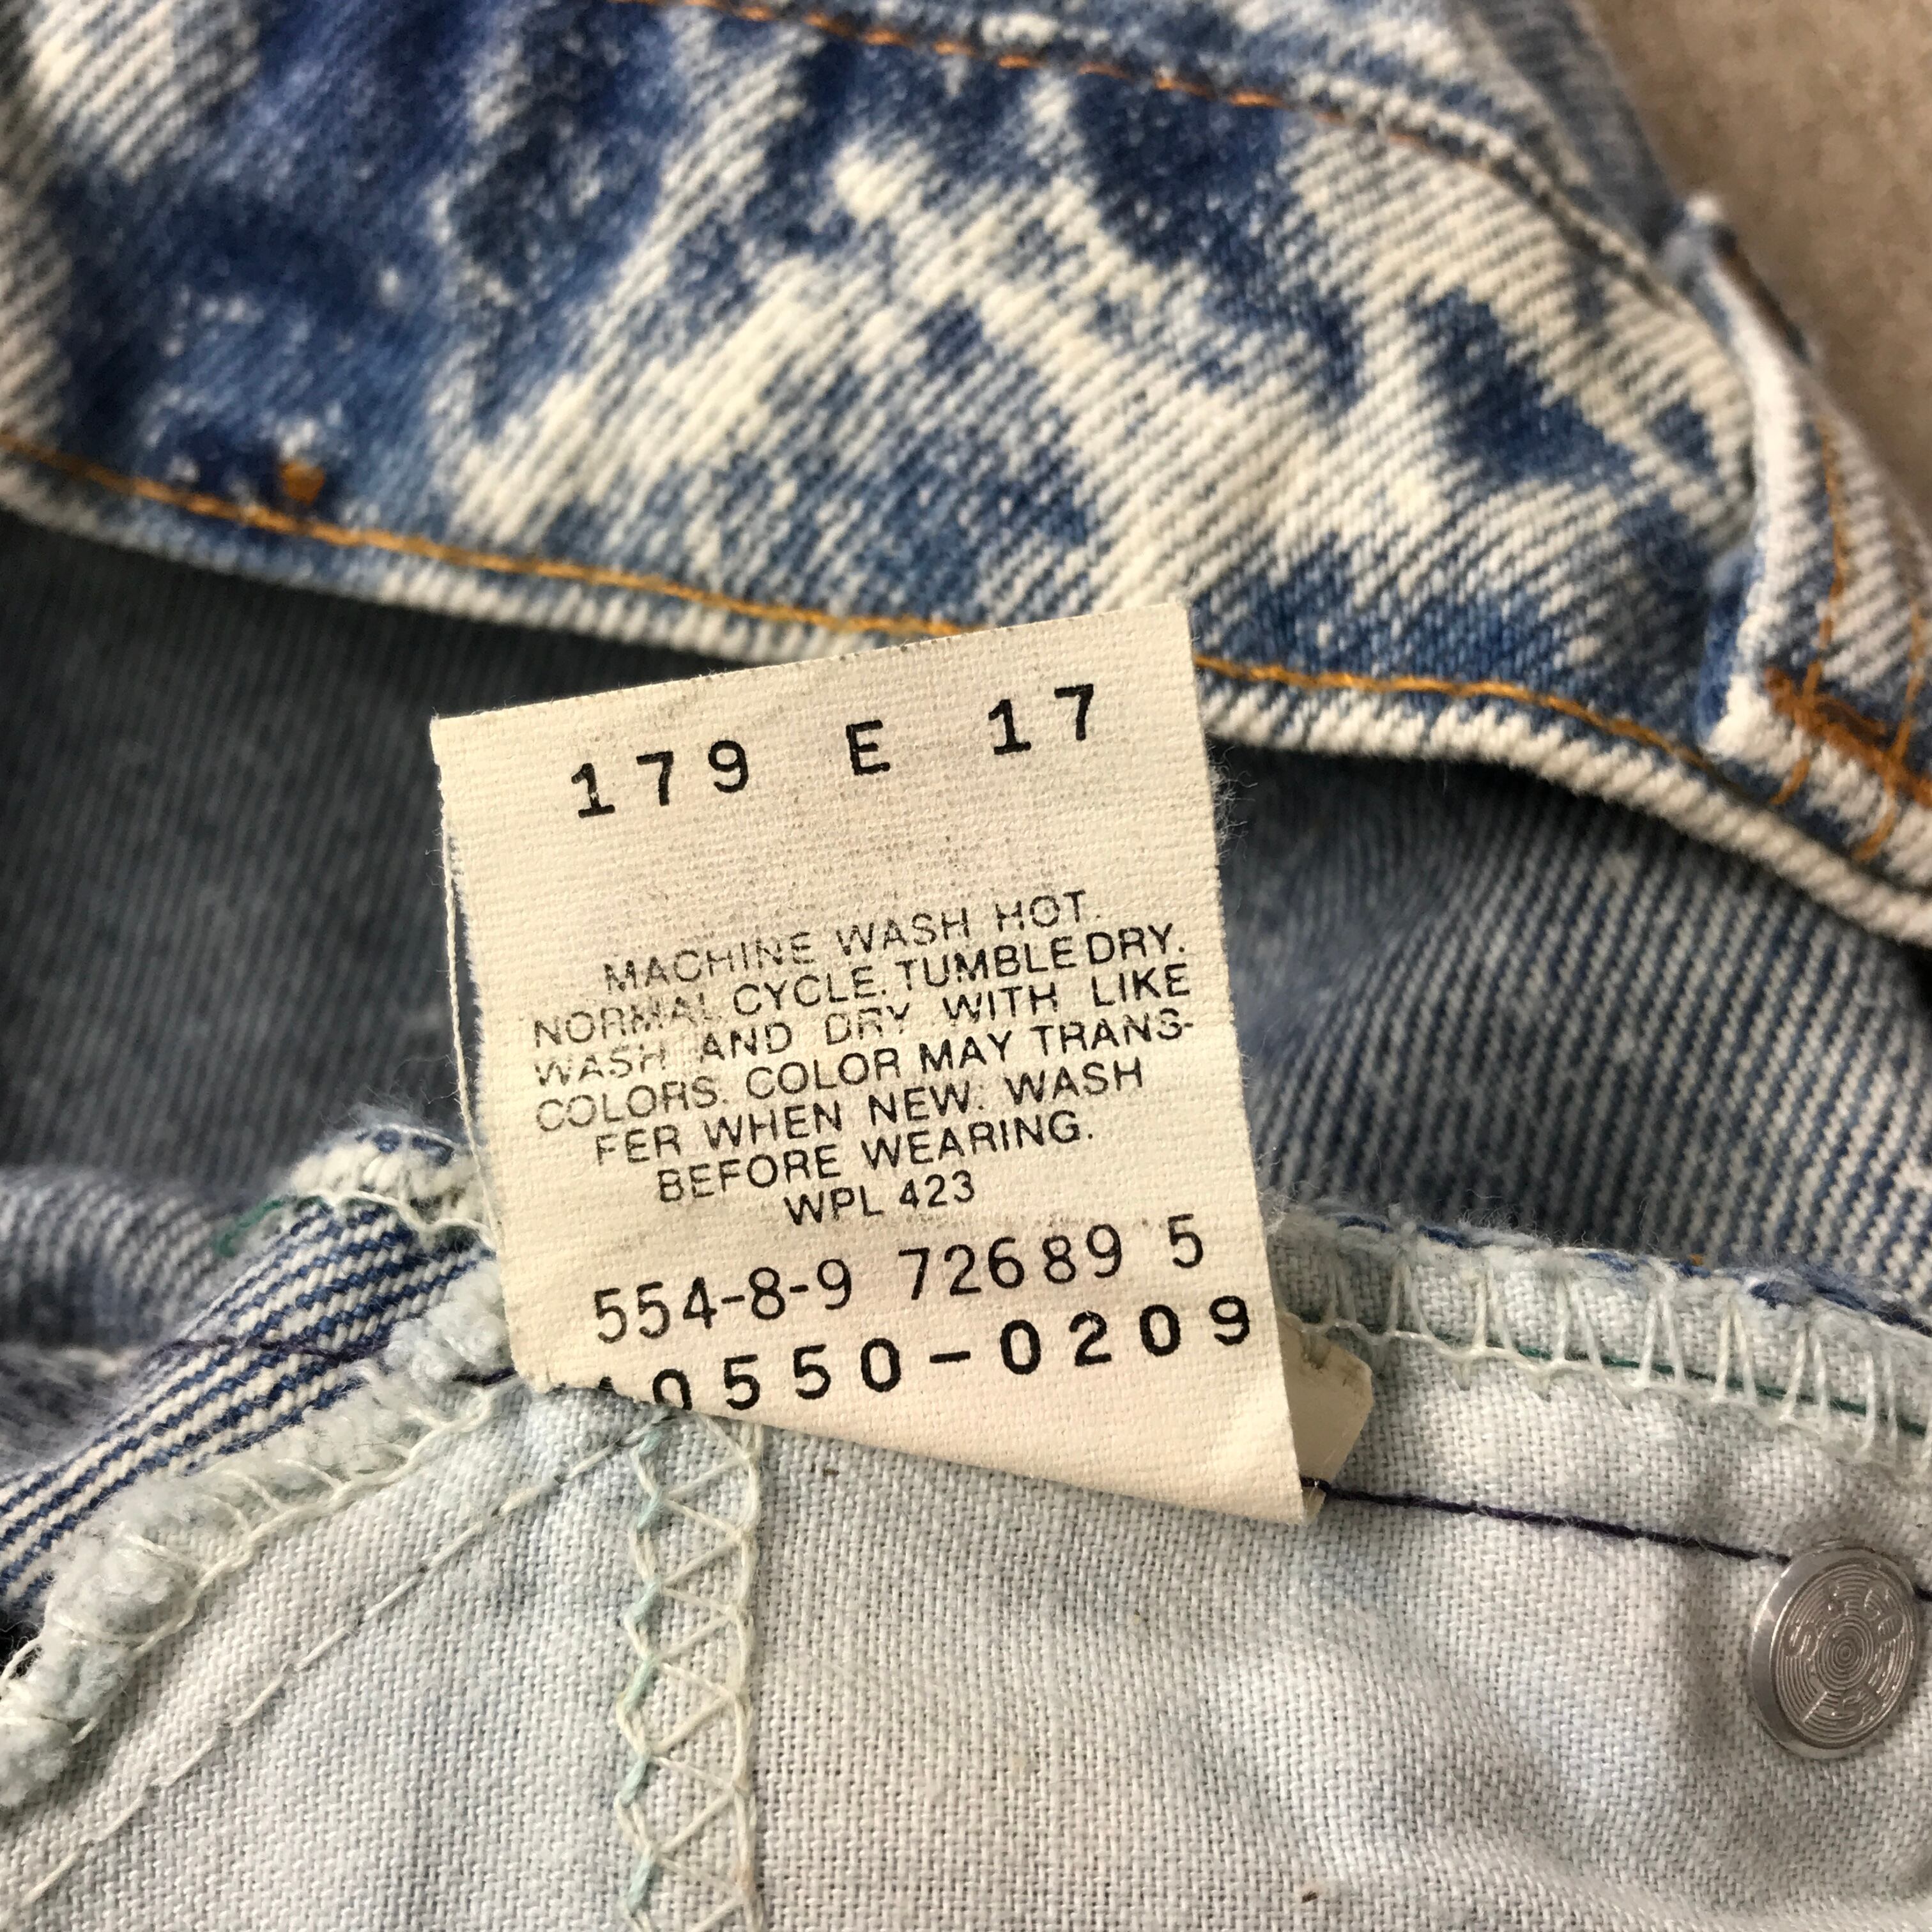 179 E 17
MACHINE WASH HOT.
NORMAL CYCLE. TUMBLE DRY.
WASH AND DRY WITH LIKE
COLORS. COLOR MAY TRANS-
FER WHEN NEW. WASH
BEFORE WEARING.
WPL 423
554-8-9 72689 5
10550-0209